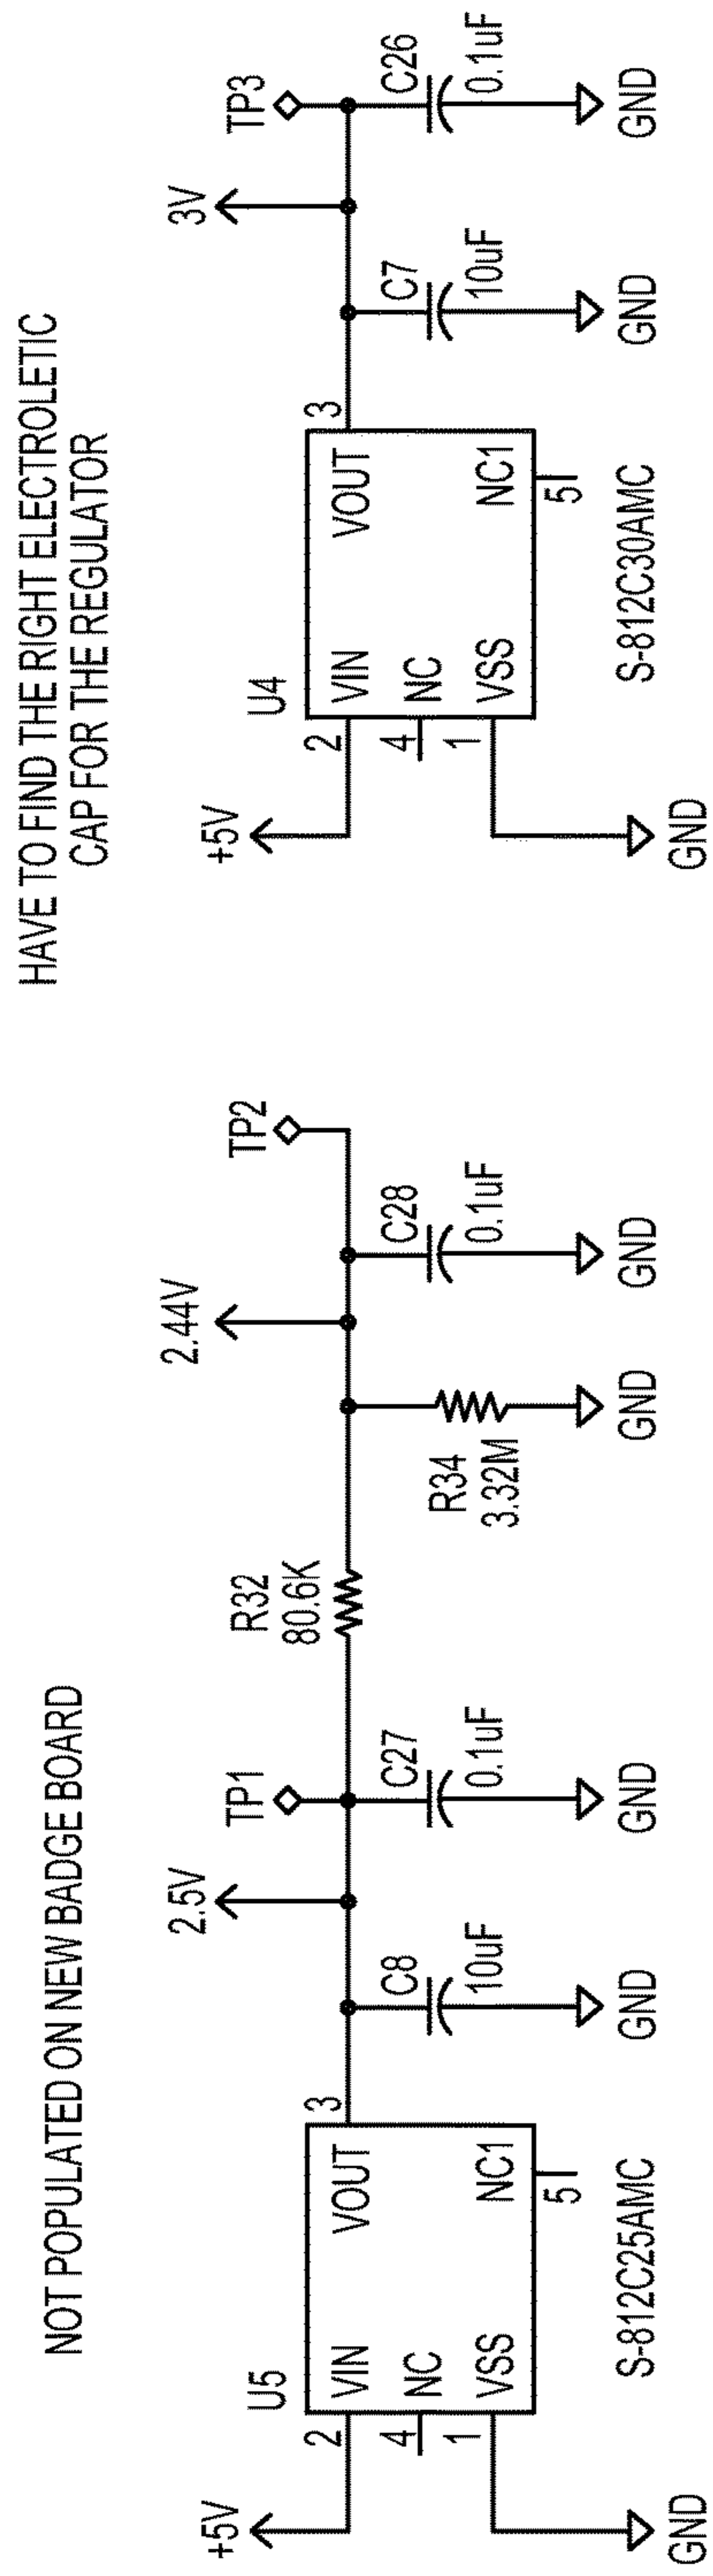 NOT POPULATED ON NEW BADGE BOARD
+5V
U5
2
VIN
VOUT
3
4
NC
1
VSS
NC1
5
S-812C25AMC
GND
2.5V
TP1
C8
10uF
GND
C27
0.1uF
GND
R32
80.6K
R34
3.32M
GND
2.44V
TP2
C28
0.1uF
GND
HAVE TO FIND THE RIGHT ELECTROLETIC
CAP FOR THE REGULATOR
+5V
U4
2
VIN
VOUT
3
4
NC
1
VSS
NC1
5
S-812C30AMC
GND
3V
TP3
C7
10uF
GND
C26
0.1uF
GND